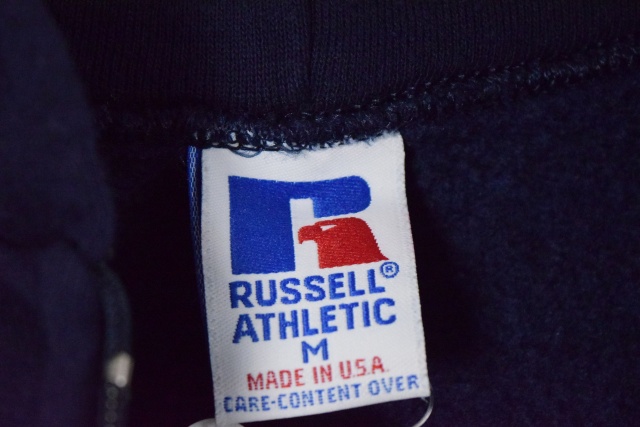 RUSSELL®
ATHLETIC
M
MADE IN U.S.A.
CARE-CONTENT OVER